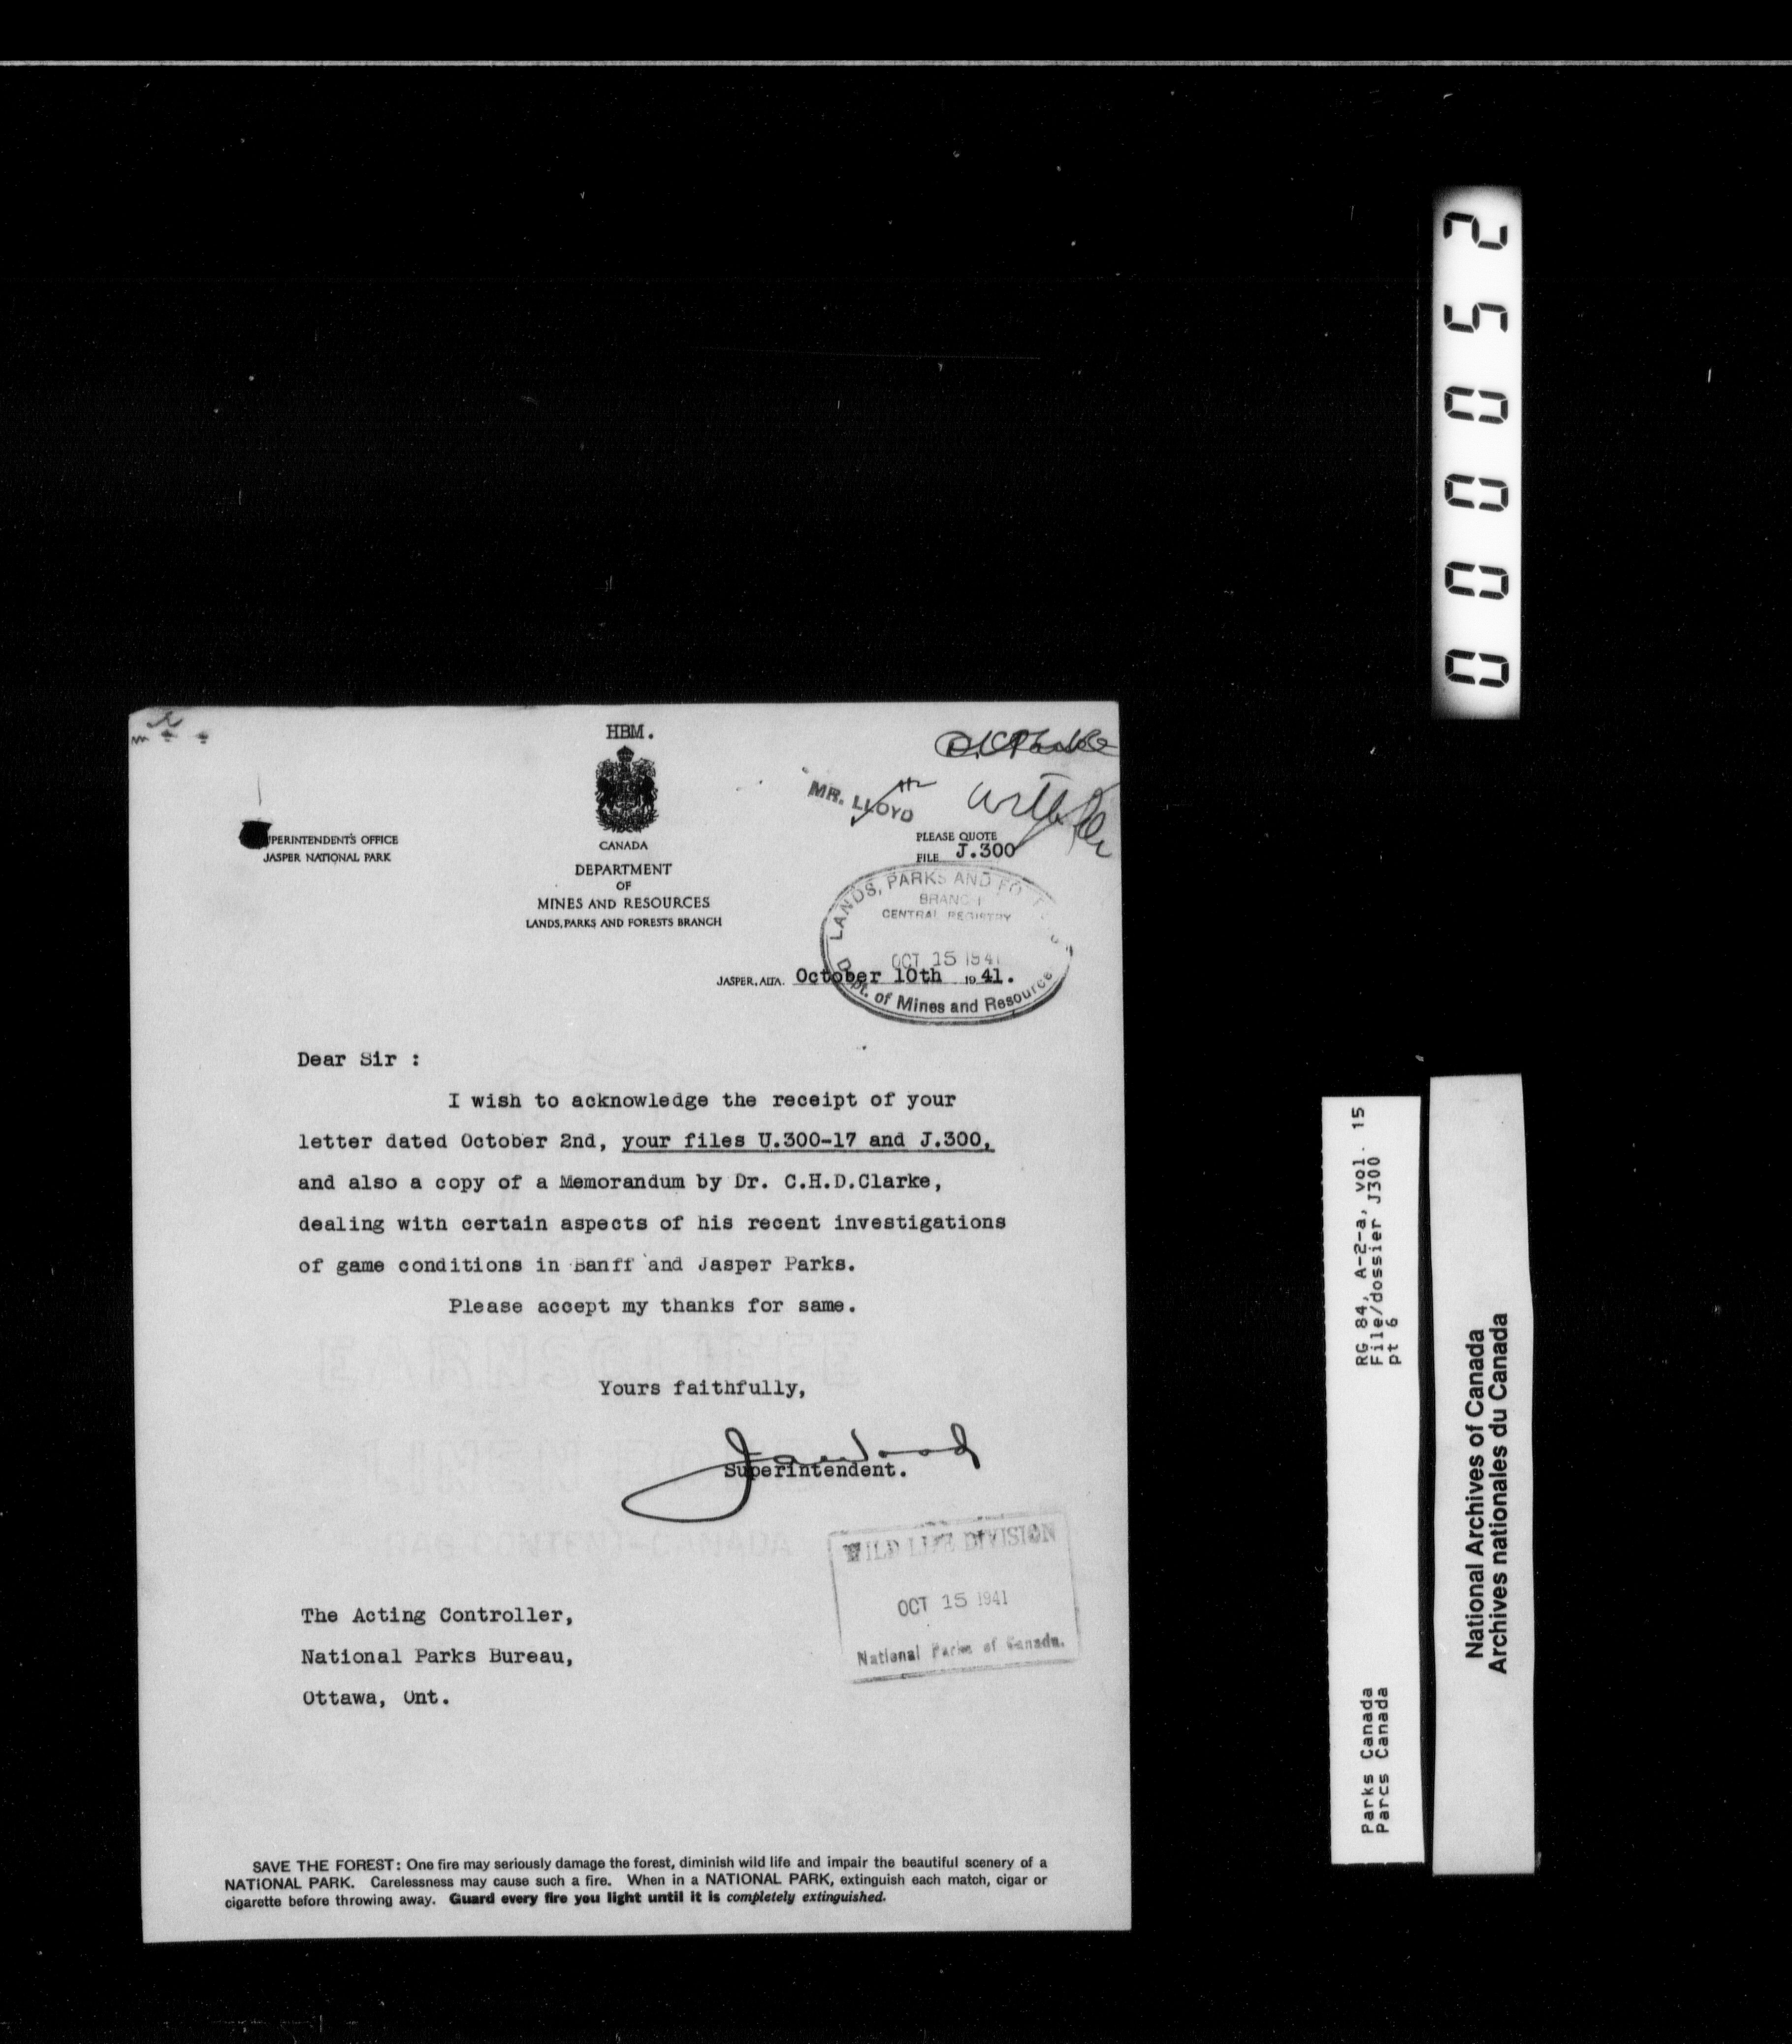 HBM.
MR. LLOYD
PERINTENDENT'S OFFICE
JASPER NATIONAL PARK
CANADA
DEPARTMENT
OF
MINES AND RESOURCES
LANDS, PARKS AND FORESTS BRANCH
PLEASE QUOTE
FILE J.300
LANDS, PARKS AND
BRANCH
CENTRAL REGISTRY
OCT 15 1941
Dept. of Mines and Resources
JASPER, ALTA. October 10th 1941.
Dear Sir :
I wish to acknowledge the receipt of your
letter dated October 2nd, your files U.300-17 and J.300,
and also a copy of a Memorandum by Dr. C.H.D.Clarke,
dealing with certain aspects of his recent investigations
of game conditions in Banff and Jasper Parks.
Please accept my thanks for same.
Yours faithfully,
JaWood
Superintendent.
WILD LIFE DIVISION
OCT 15 1941
National Parks of Canada.
The Acting Controller,
National Parks Bureau,
Ottawa, Ont.
SAVE THE FOREST: One fire may seriously damage the forest, diminish wild life and impair the beautiful scenery of a
NATIONAL PARK. Carelessness may cause such a fire. When in a NATIONAL PARK, extinguish each match, cigar or
cigarette before throwing away. Guard every fire you light until it is completely extinguished.
000052
Parks Canada
Parcs Canada
RG 84, A-2-a, vol. 15
File/dossier J300
pt 6
National Archives of Canada
Archives nationales du Canada